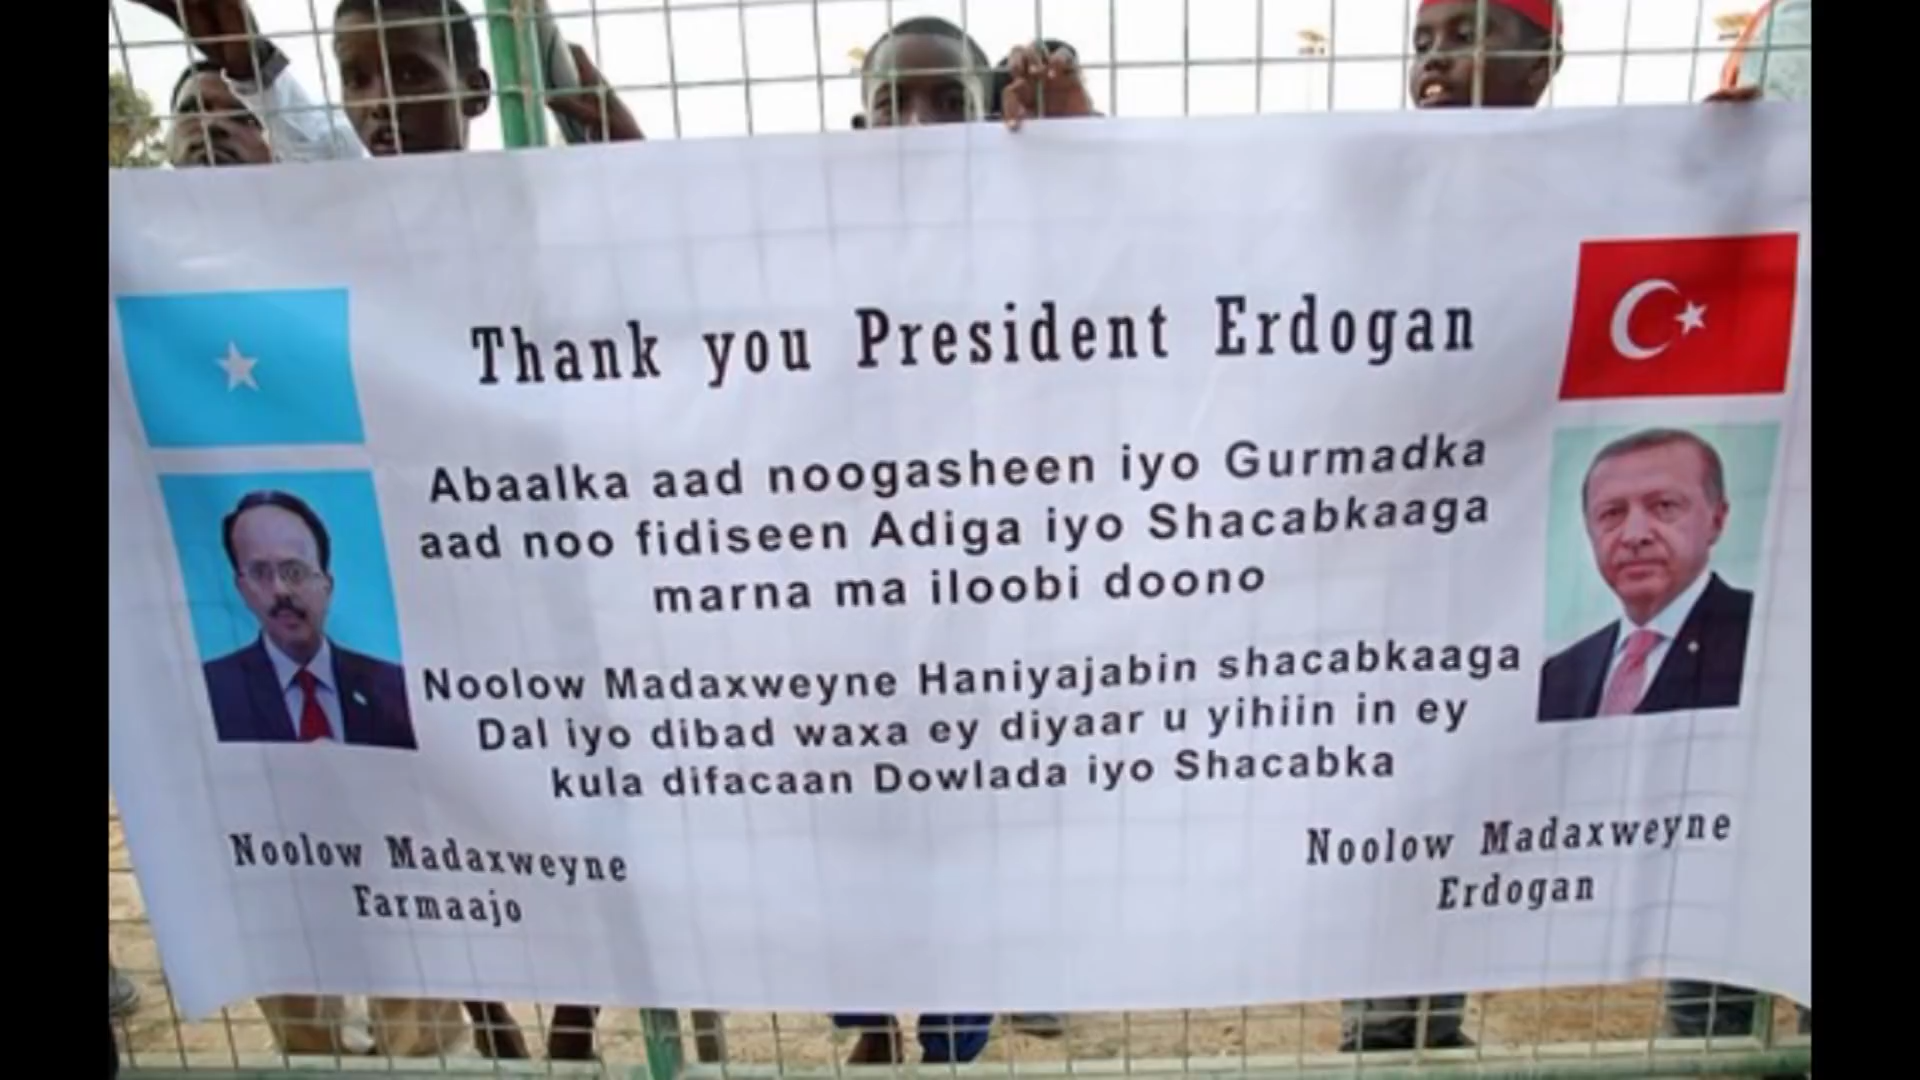 Thank you President Erdogan
Abaalka aad noogasheen iyo Gurmadka
aad noo fidiseen Adiga iyo Shacabkaaga
marna ma iloobi doono
Noolow Madaxweyne Haniyajabin shacabkaaga
Dal iyo dibad waxa ey diyaar u yihiin in ey
kula difacaan Dowlada iyo Shacabka
Noolow Madaxweyne
Farmaajo
Noolow Madaxweyne
Erdogan